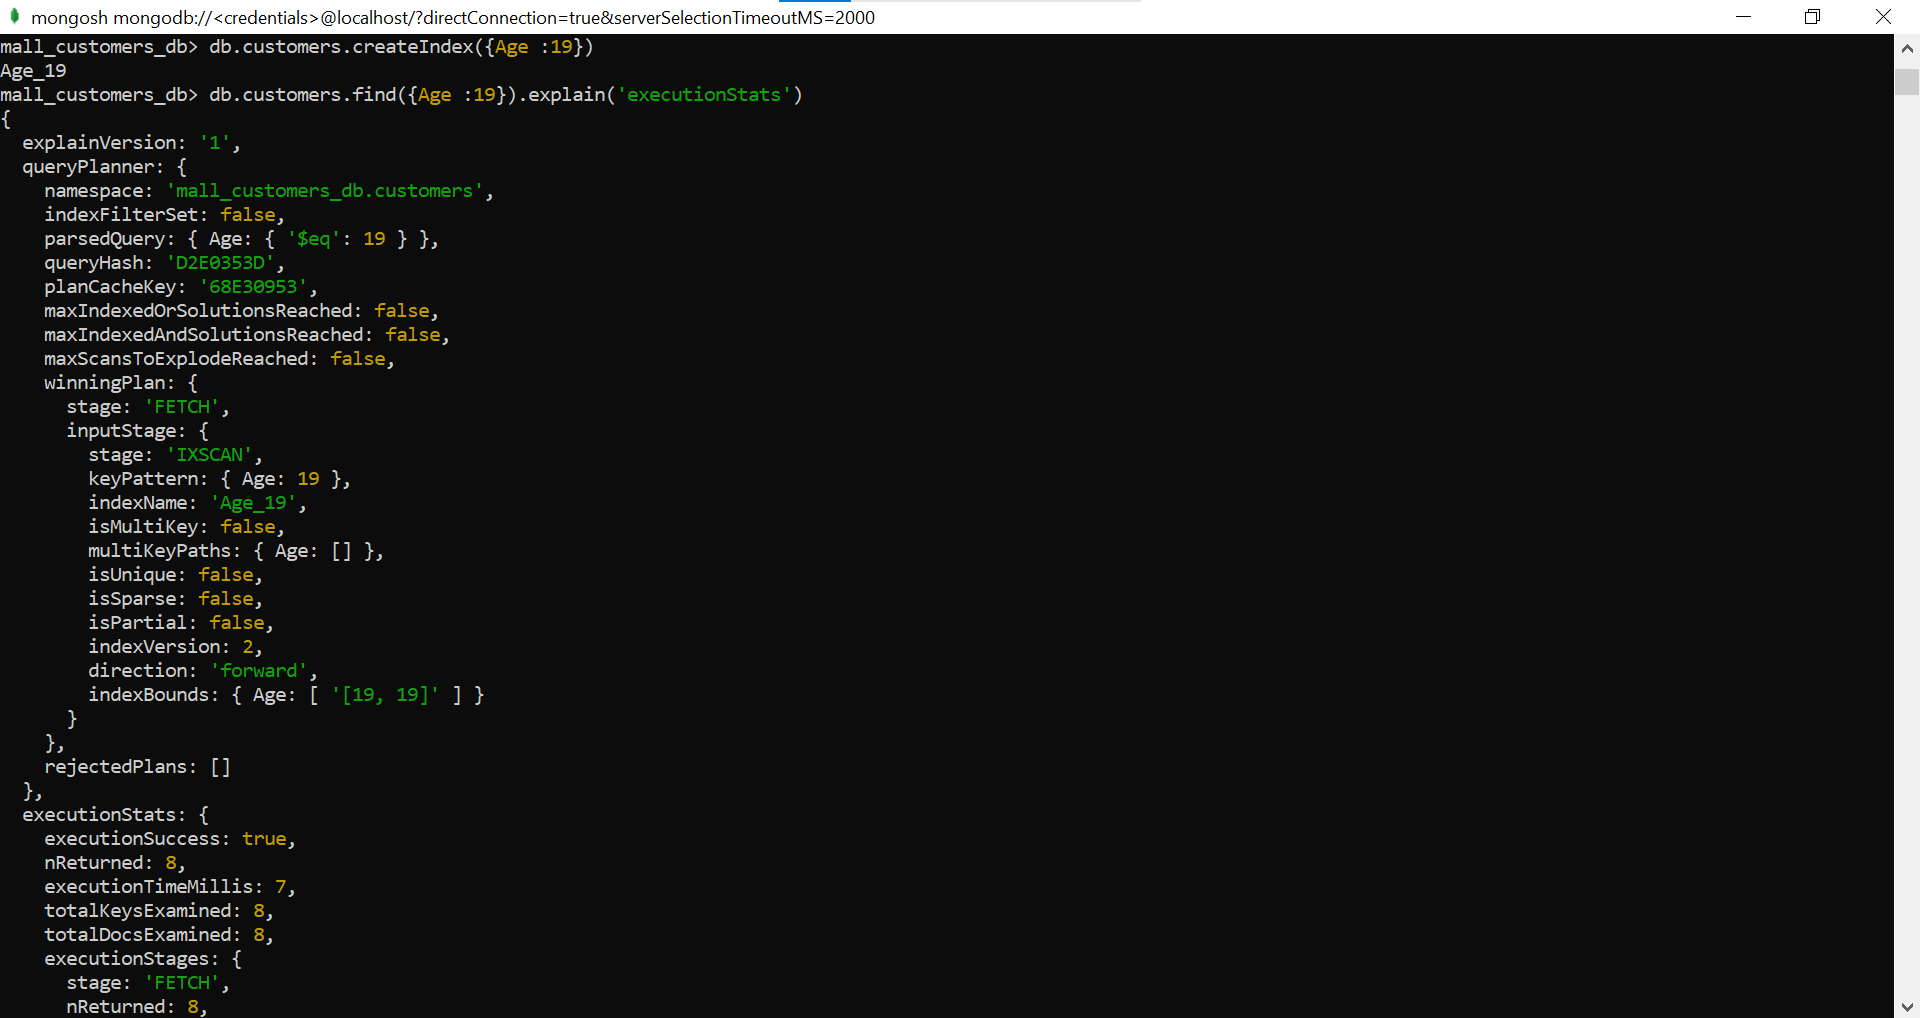 mongosh mongodb://<credentials>@localhost/?directConnection=true&serverSelectionTimeoutMS=2000
mall_customers_db> db.customers.createIndex({Age :19})
Age_19
mall_customers_db> db.customers.find({Age :19}).explain('executionStats')
{
  explainVersion: '1',
  queryPlanner: {
    namespace: 'mall_customers_db.customers',
    indexFilterSet: false,
    parsedQuery: { Age: { '$eq': 19 } },
    queryHash: 'D2E0353D',
    planCacheKey: '68E30953',
    maxIndexedOrSolutionsReached: false,
    maxIndexedAndSolutionsReached: false,
    maxScansToExplodeReached: false,
    winningPlan: {
      stage: 'FETCH',
      inputStage: {
        stage: 'IXSCAN',
        keyPattern: { Age: 19 },
        indexName: 'Age_19',
        isMultiKey: false,
        multiKeyPaths: { Age: [] },
        isUnique: false,
        isSparse: false,
        isPartial: false,
        indexVersion: 2,
        direction: 'forward',
        indexBounds: { Age: [ '[19, 19]' ] }
      }
    },
    rejectedPlans: []
  },
  executionStats: {
    executionSuccess: true,
    nReturned: 8,
    executionTimeMillis: 7,
    totalKeysExamined: 8,
    totalDocsExamined: 8,
    executionStages: {
      stage: 'FETCH',
      nReturned: 8,